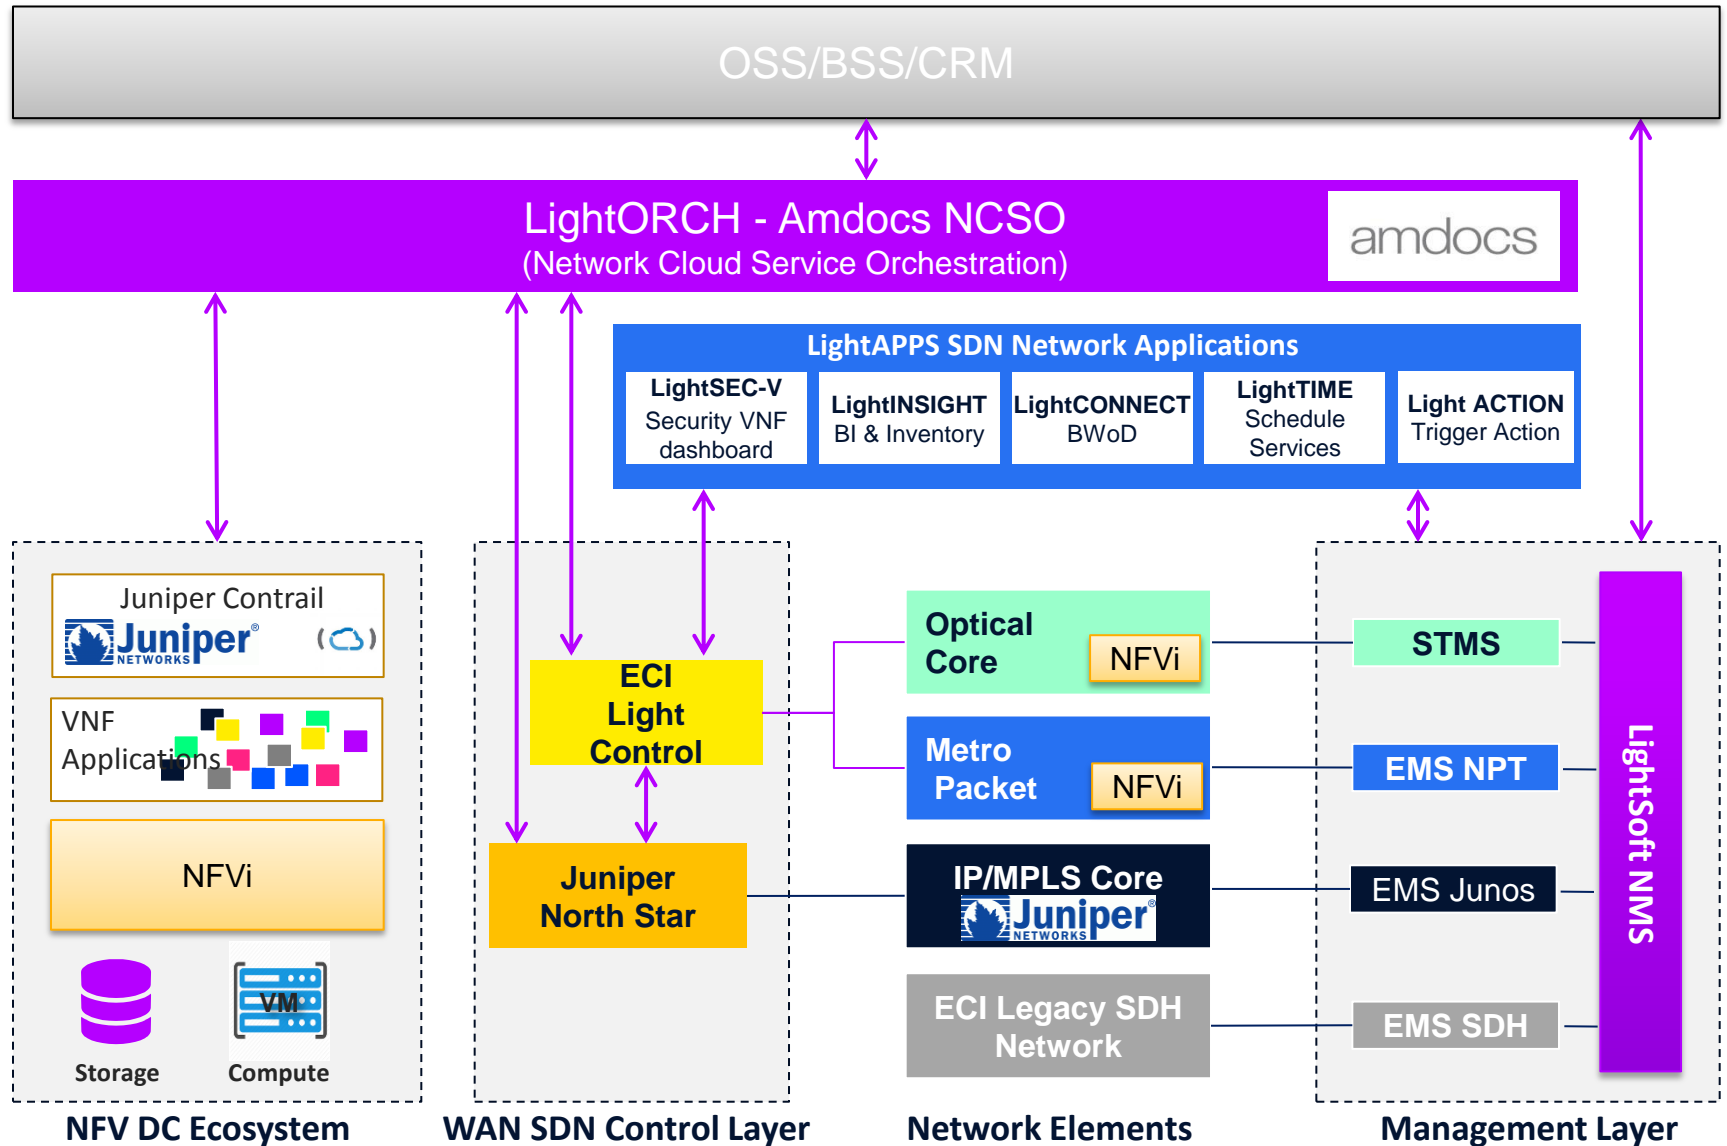 OSS/BSS/CRM
LightORCH - Amdocs NCSO
(Network Cloud Service Orchestration)
amdocs
LightAPPS SDN Network Applications
LightSEC-V
Security VNF
dashboard
LightINSIGHT
BI & Inventory
LightCONNECT
BWoD
LightTIME
Schedule
Services
Light ACTION
Trigger Action
Juniper Contrail
Juniper®
NETWORKS
VNF
Applications
NFVi
VM
Storage
Compute
NFV DC Ecosystem
ECI
Light
Control
Juniper
North Star
WAN SDN Control Layer
Optical
Core
NFVi
Metro
Packet
NFVi
IP/MPLS Core
Juniper®
NETWORKS
ECI Legacy SDH
Network
Network Elements
STMS
EMS NPT
EMS Junos
EMS SDH
LightSoft NMS
Management Layer